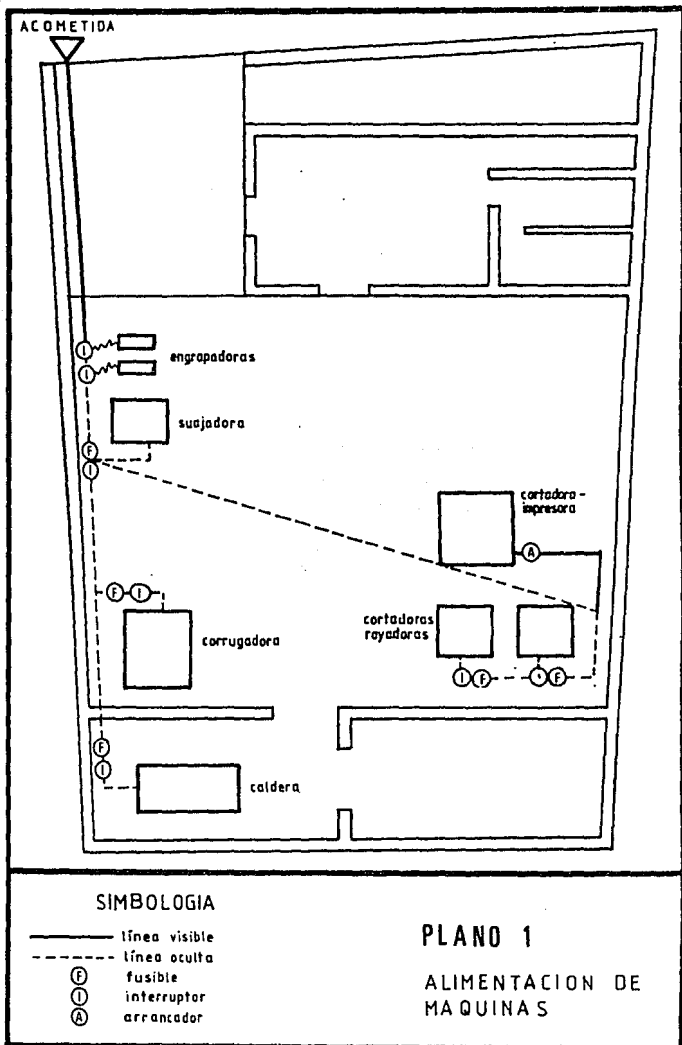 ACOMETIDA
I
engrapadoras
I
suajadora
F
I
cortadora-
impresora
A
F I
corrugadora
cortadoras
rayadoras
I F
F
F
I
caldera
SIMBOLOGIA
línea visible
línea oculta
F fusible
I interruptor
A arrancador
PLANO 1
ALIMENTACION DE
MAQUINAS